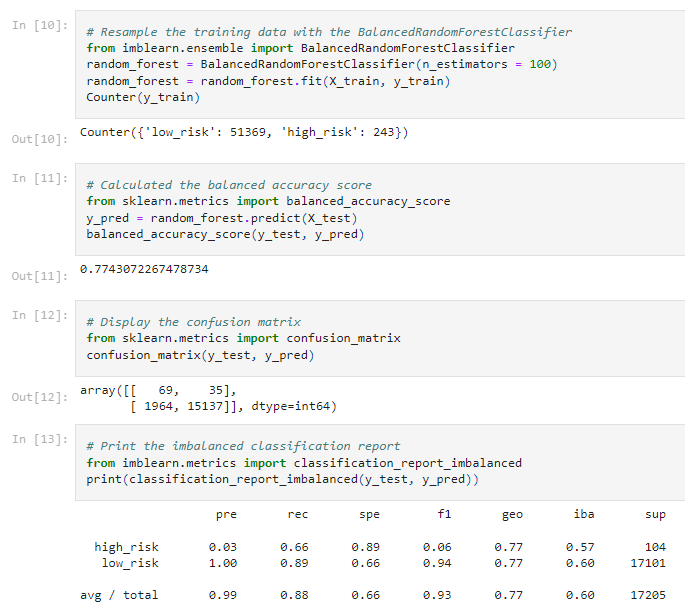 In [10]:
# Resample the training data with the BalancedRandomForestClassifier
from imblearn.ensemble import BalancedRandomForestClassifier
random_forest = BalancedRandomForestClassifier(n_estimators = 100)
random_forest = random_forest.fit(X_train, y_train)
Counter(y_train)
Out[10]:
Counter({'low_risk': 51369, 'high_risk': 243})
In [11]:
# Calculated the balanced accuracy score
from sklearn.metrics import balanced_accuracy_score
y_pred = random_forest.predict(X_test)
balanced_accuracy_score(y_test, y_pred)
Out[11]:
0.7743072267478734
In [12]:
# Display the confusion matrix
from sklearn.metrics import confusion_matrix
confusion_matrix(y_test, y_pred)
Out[12]:
array([[   69,    35],
       [ 1964, 15137]], dtype=int64)
In [13]:
# Print the imbalanced classification report
from imblearn.metrics import classification_report_imbalanced
print(classification_report_imbalanced(y_test, y_pred))
                   pre       rec       spe        f1       geo       iba       sup
  high_risk       0.03      0.66      0.89      0.06      0.77      0.57       104
   low_risk       1.00      0.89      0.66      0.94      0.77      0.60     17101
avg / total       0.99      0.88      0.66      0.93      0.77      0.60     17205